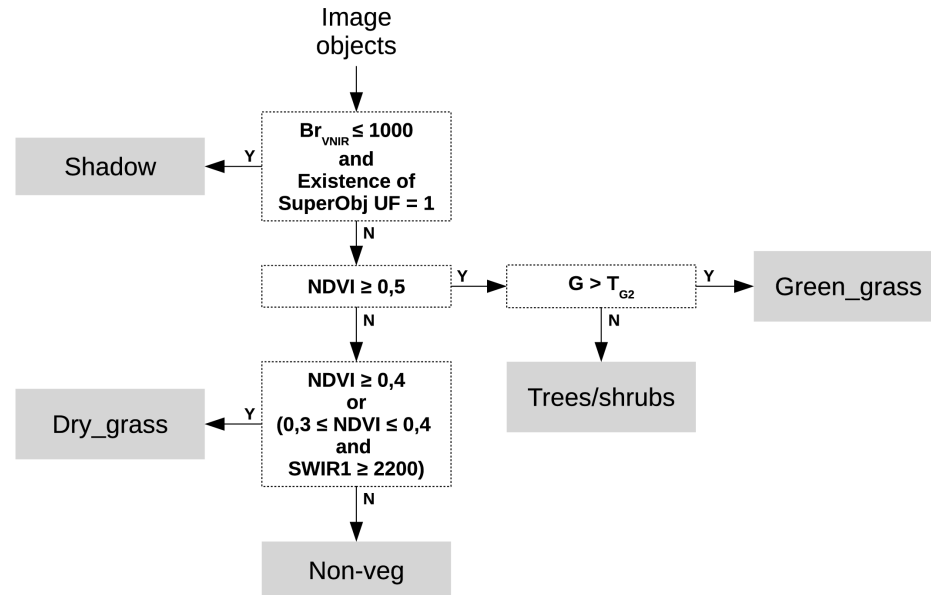 Image
objects
Br_VNIR ≤ 1000
and
Existence of
SuperObj UF = 1
Y
Shadow
N
NDVI ≥ 0,5
Y
G > T_G2
Y
Green_grass
N
N
Trees/shrubs
NDVI ≥ 0,4
or
(0,3 ≤ NDVI ≤ 0,4
and
SWIR1 ≥ 2200)
Y
Dry_grass
N
Non-veg